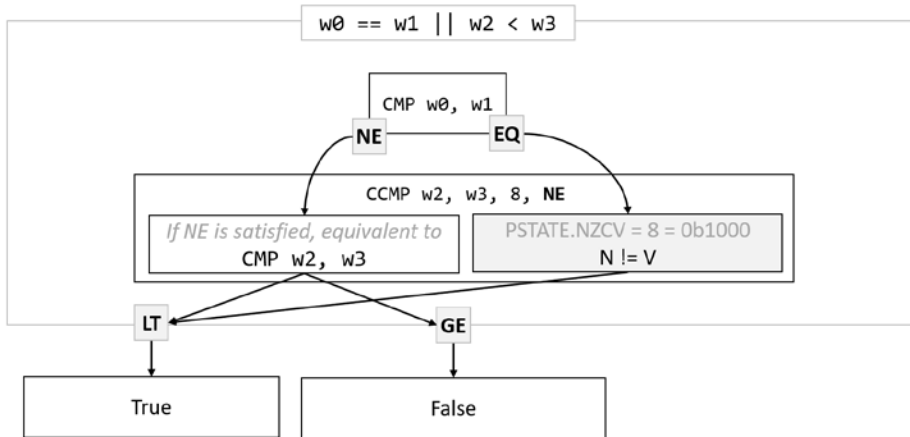 w0 == w1 || w2 < w3
CMP w0, w1
NE
EQ
CCMP w2, w3, 8, NE
If NE is satisfied, equivalent to
CMP w2, w3
PSTATE.NZCV = 8 = 0b1000
N != V
LT
GE
True
False